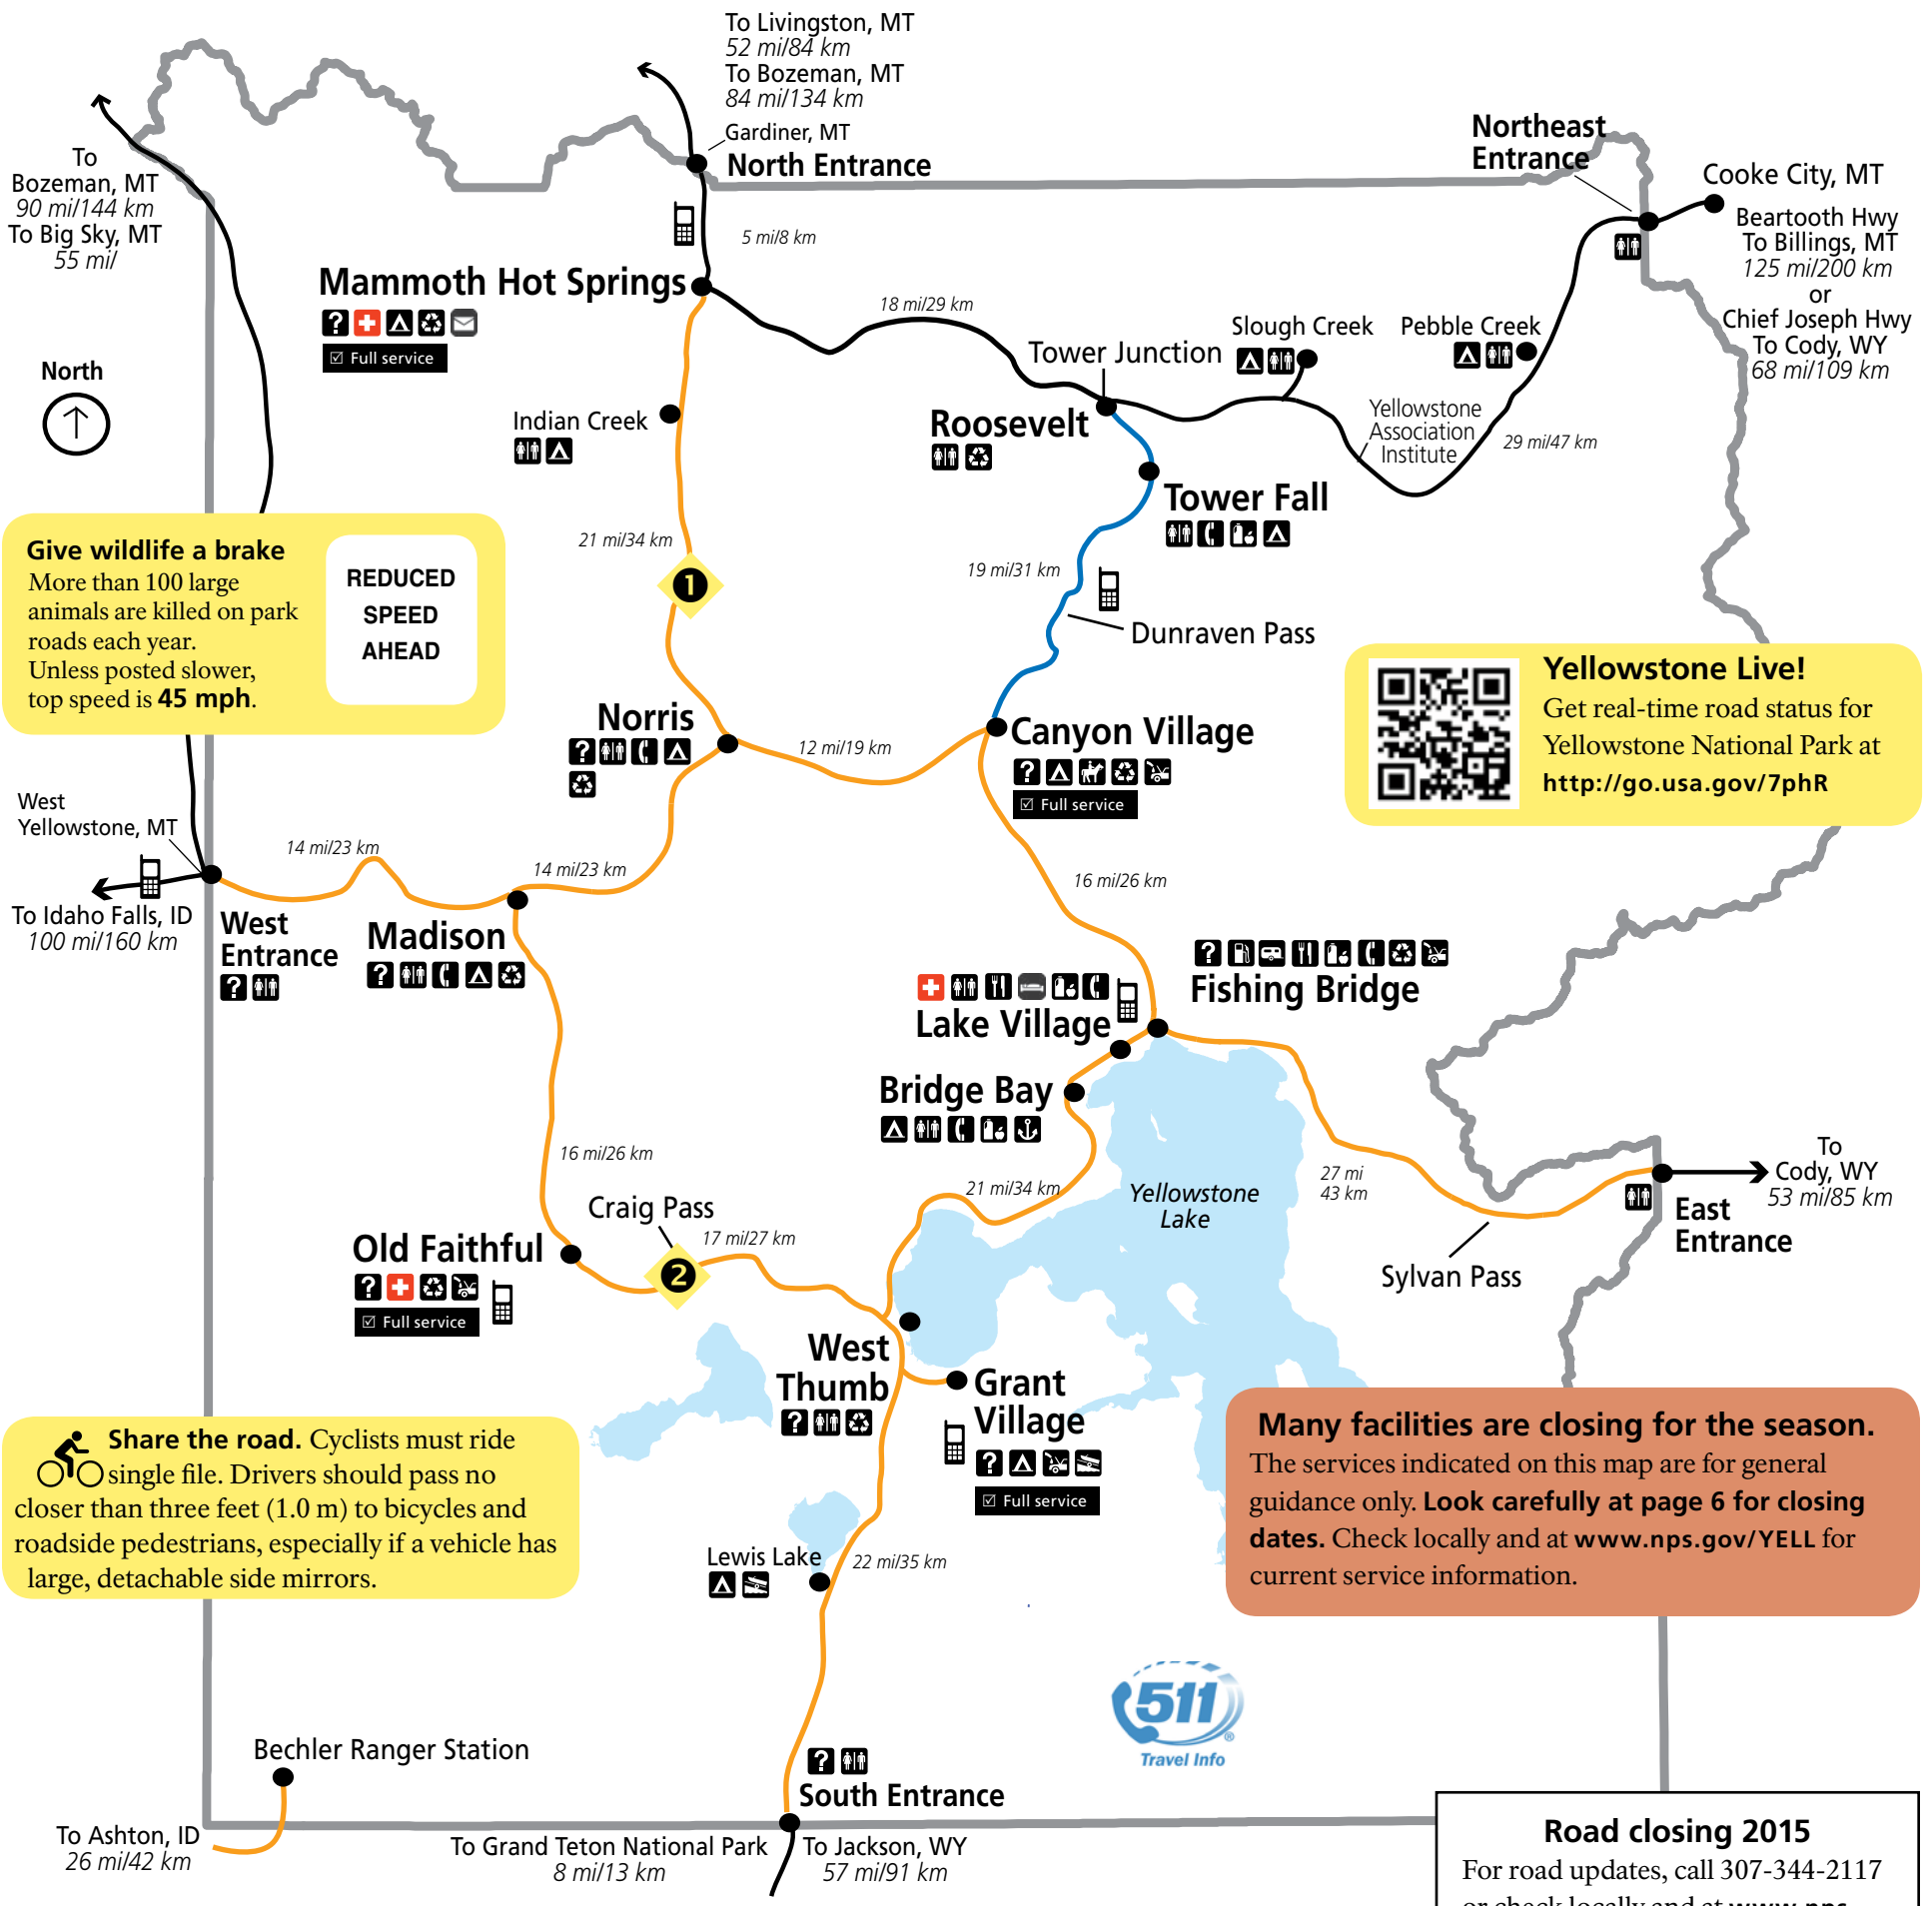 To Livingston, MT
52 mi/84 km
To Bozeman, MT
84 mi/134 km
Gardiner, MT
North Entrance
Northeast
Entrance
Cooke City, MT
Beartooth Hwy
To Billings, MT
125 mi/200 km
or
Chief Joseph Hwy
To Cody, WY
68 mi/109 km
To
Bozeman, MT
90 mi/144 km
To Big Sky, MT
55 mi/
5 mi/8 km
Mammoth Hot Springs
Full service
18 mi/29 km
Slough Creek
Pebble Creek
Tower Junction
North
Indian Creek
Roosevelt
Yellowstone
Association
Institute
29 mi/47 km
Tower Fall
21 mi/34 km
19 mi/31 km
1
Dunraven Pass
Give wildlife a brake
More than 100 large
animals are killed on park
roads each year.
Unless posted slower,
top speed is 45 mph.
REDUCED
SPEED
AHEAD
Yellowstone Live!
Get real-time road status for
Yellowstone National Park at
http://go.usa.gov/7phR
Norris
12 mi/19 km
Canyon Village
Full service
West
Yellowstone, MT
14 mi/23 km
14 mi/23 km
16 mi/26 km
To Idaho Falls, ID
100 mi/160 km
West
Entrance
Madison
Fishing Bridge
Lake Village
Bridge Bay
16 mi/26 km
21 mi/34 km
Yellowstone
Lake
27 mi
43 km
To
Cody, WY
53 mi/85 km
East
Entrance
Sylvan Pass
Craig Pass
17 mi/27 km
Old Faithful
Full service
2
West
Thumb
Grant
Village
Full service
Share the road. Cyclists must ride
single file. Drivers should pass no
closer than three feet (1.0 m) to bicycles and
roadside pedestrians, especially if a vehicle has
large, detachable side mirrors.
Many facilities are closing for the season.
The services indicated on this map are for general
guidance only. Look carefully at page 6 for closing
dates. Check locally and at www.nps.gov/YELL for
current service information.
Lewis Lake
22 mi/35 km
511
®
Travel Info
Bechler Ranger Station
South Entrance
To Ashton, ID
26 mi/42 km
To Grand Teton National Park
8 mi/13 km
To Jackson, WY
57 mi/91 km
Road closing 2015
For road updates, call 307-344-2117
or check locally and at www.nps.